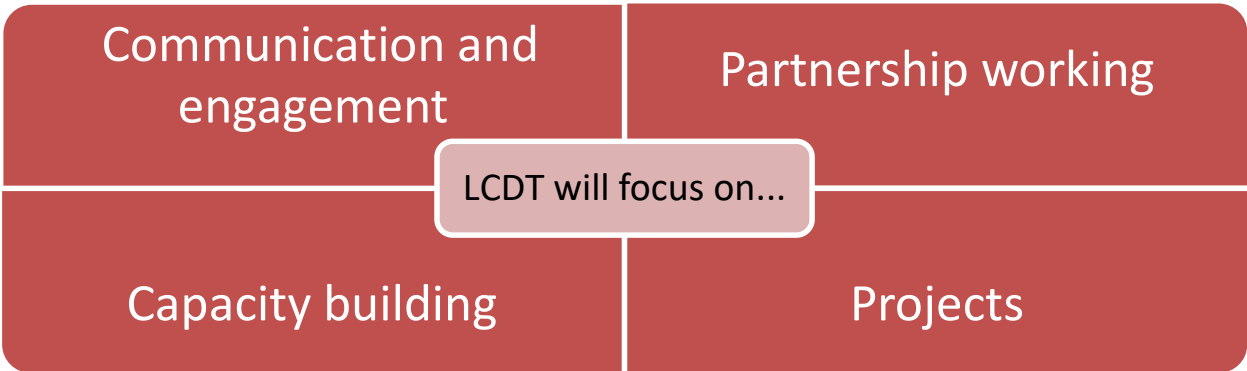 Communication and
engagement
Partnership working
LCDT will focus on...
Capacity building
Projects